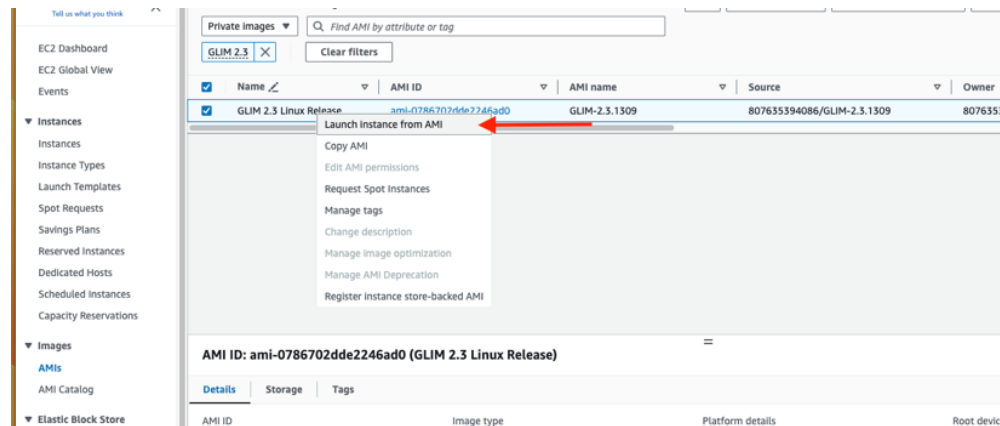 Tell us what you think
EC2 Dashboard
EC2 Global View
Events
Instances
Instances
Instance Types
Launch Templates
Spot Requests
Savings Plans
Reserved Instances
Dedicated Hosts
Scheduled Instances
Capacity Reservations
Images
AMIs
AMI Catalog
Elastic Block Store
Private images
Find AMI by attribute or tag
GLIM 2.3
Clear filters
Name AMI ID AMI name Source Owner
GLIM 2.3 Linux Release ami-0786702dde2246ad0 GLIM-2.3.1309 807635394086/GLIM-2.3.1309 807635
Launch instance from AMI
Copy AMI
Edit AMI permissions
Request Spot Instances
Manage tags
Change description
Manage image optimization
Manage AMI Deprecation
Register instance store-backed AMI
AMI ID: ami-0786702dde2246ad0 (GLIM 2.3 Linux Release)
Details Storage Tags
AMI ID Image type Platform details Root devic